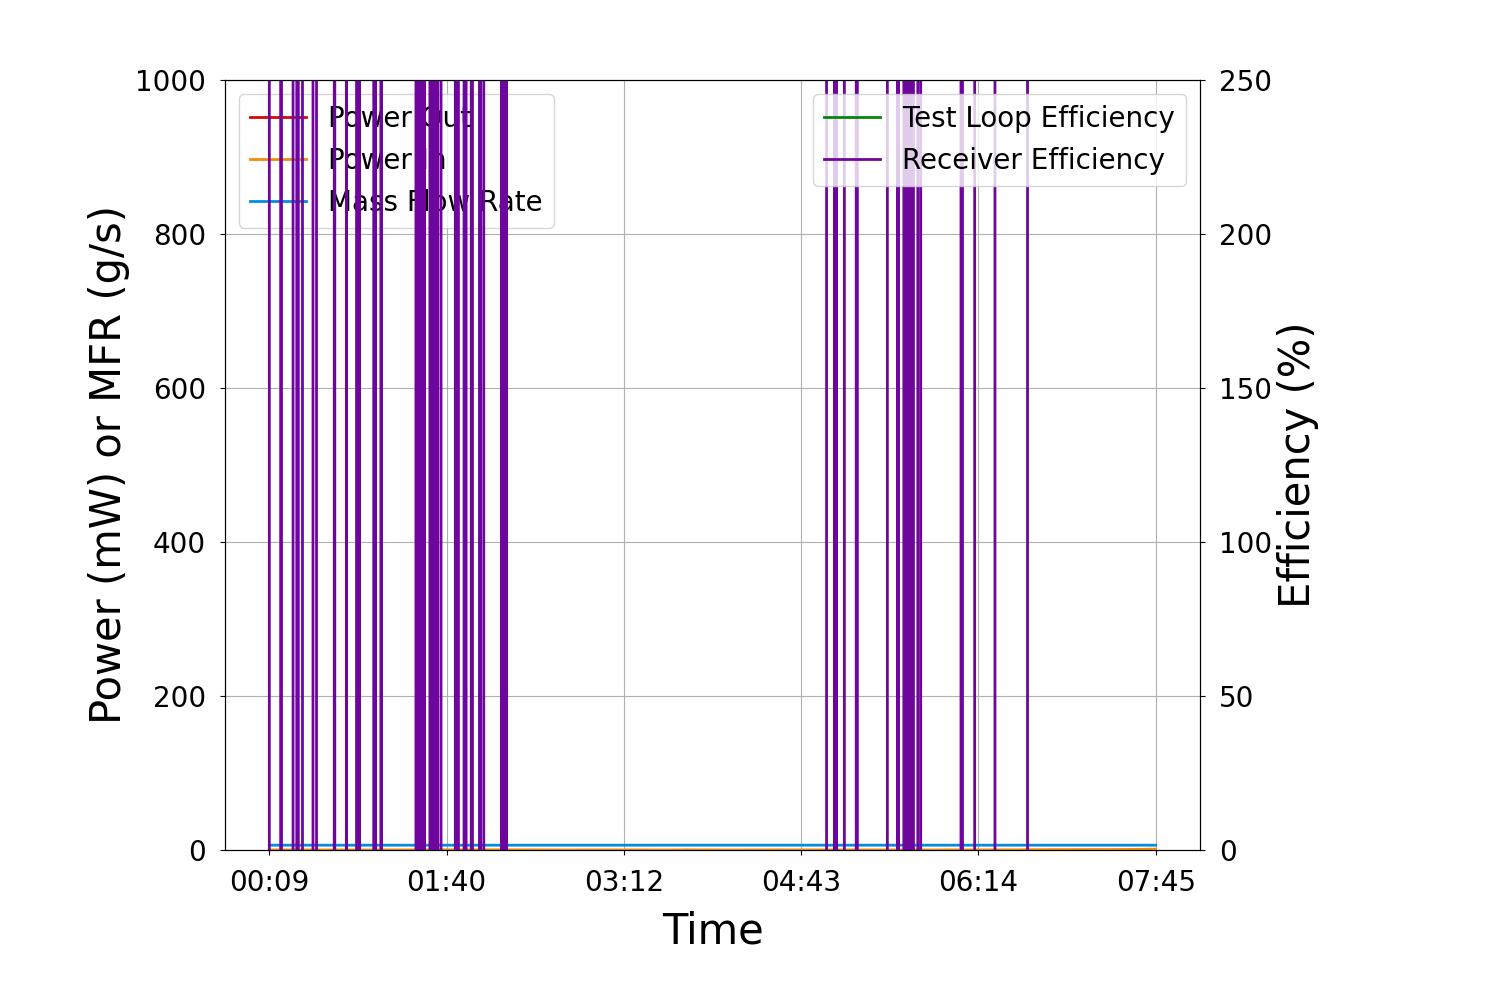 1000
800
600
400
200
0
Power (mW) or MFR (g/s)
Power Out
Power In
Mass Flow Rate
Test Loop Efficiency
Receiver Efficiency
250
200
150
100
50
0
Efficiency (%)
00:09 01:40 03:12 04:43 06:14 07:45
Time